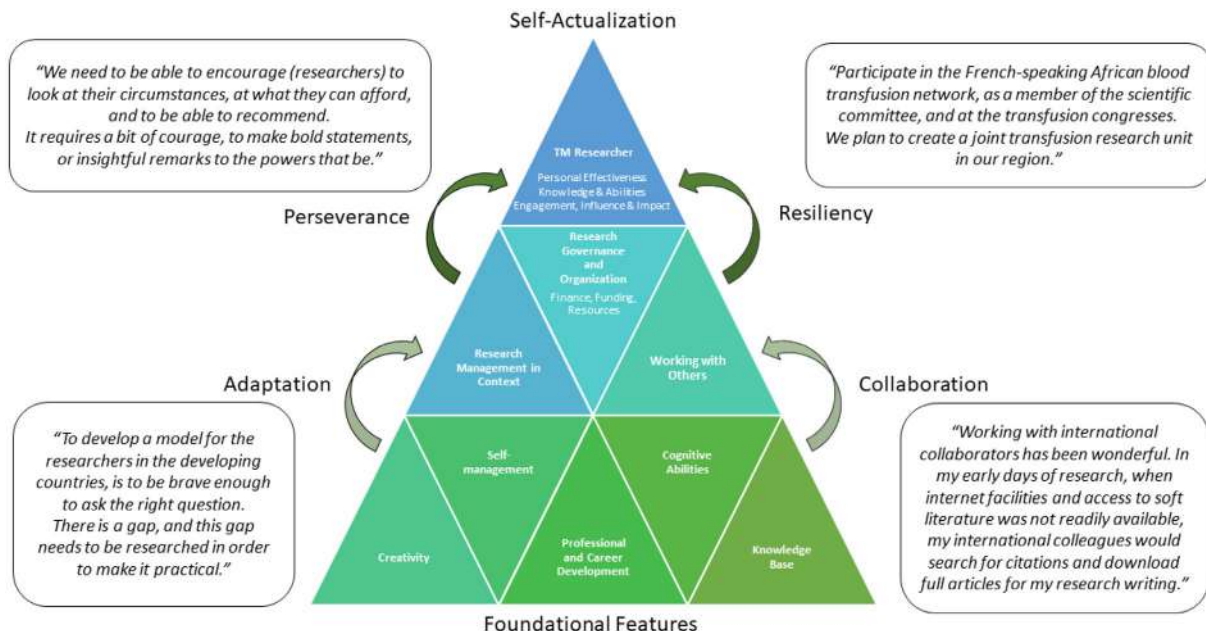 Self-Actualization
“We need to be able to encourage (researchers) to
look at their circumstances, at what they can afford,
and to be able to recommend.
It requires a bit of courage, to make bold statements,
or insightful remarks to the powers that be.”
“Participate in the French-speaking African blood
transfusion network, as a member of the scientific
committee, and at the transfusion congresses.
We plan to create a joint transfusion research unit
in our region.”
TM Researcher
Personal Effectiveness
Knowledge & Abilities
Engagement, Influence & Impact
Perseverance
Resiliency
Research
Governance
and
Organization
Finance, Funding,
Resources
Research
Management in
Context
Working with
Others
Adaptation
Collaboration
“To develop a model for the
researchers in the developing
countries, is to be brave enough
to ask the right question.
There is a gap, and this gap
needs to be researched in order
to make it practical.”
Self-
management
Cognitive
Abilities
Creativity
Professional
and Career
Development
Knowledge
Base
“Working with international
collaborators has been wonderful. In
my early days of research, when
internet facilities and access to soft
literature was not readily available,
my international colleagues would
search for citations and download
full articles for my research writing.”
Foundational Features